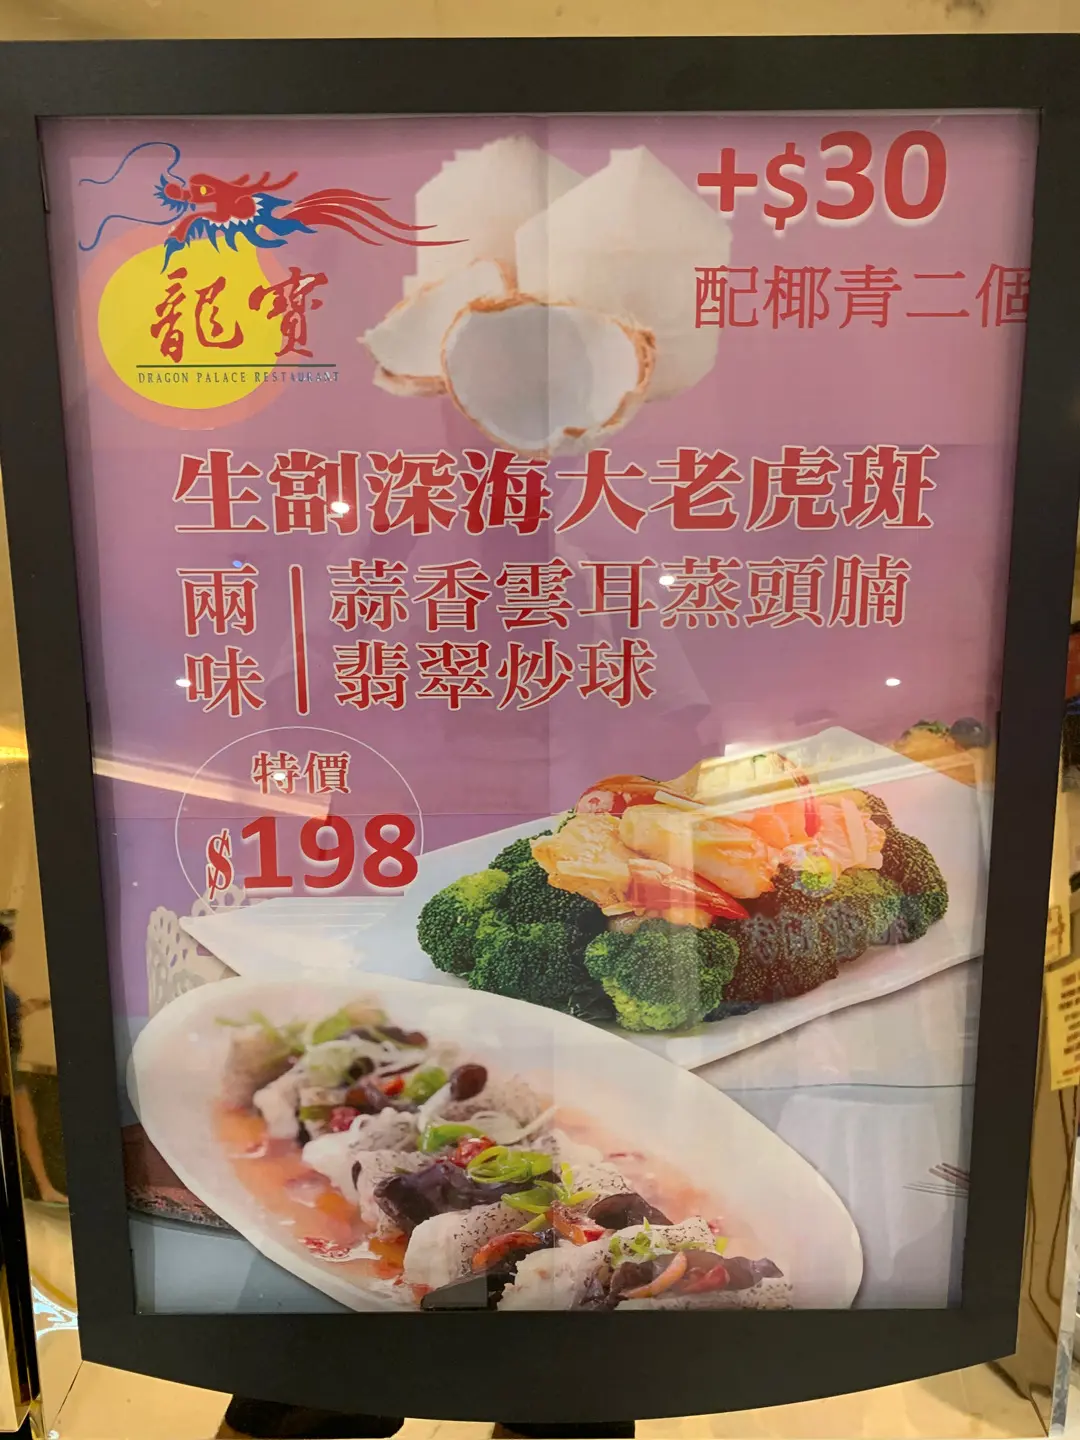 +$30
配椰青二個
龍寶
DRAGON PALACE RESTAURANT
生劏深海大老虎斑
兩味
蒜香雲耳蒸頭腩
翡翠炒球
特價
$198